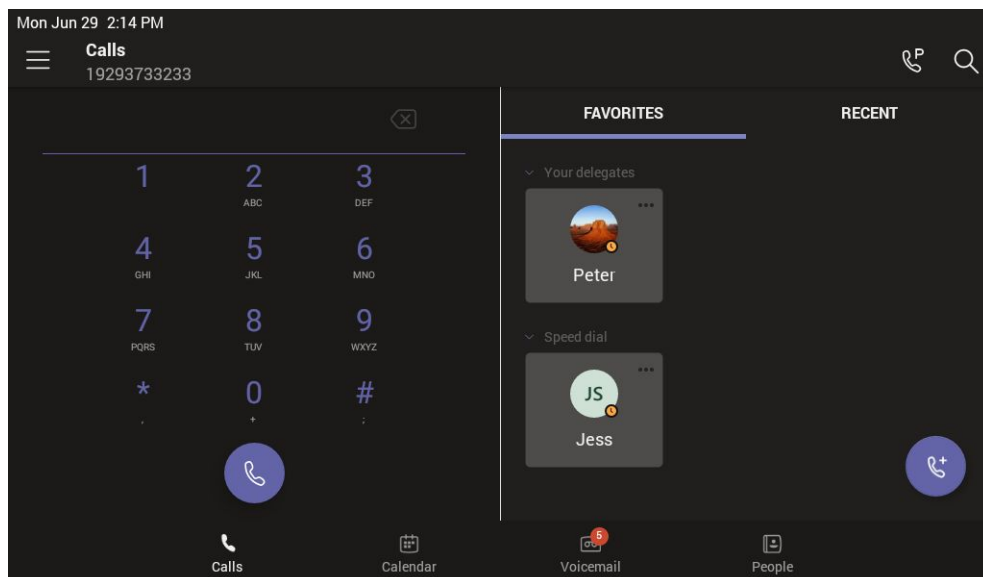 Mon Jun 29 2:14 PM
Calls
19293733233
P
FAVORITES
RECENT
1
2
ABC
3
DEF
4
GHI
5
JKL
6
MNO
7
PQRS
8
TUV
9
WXYZ
*
,
0
+
#
;
Your delegates
Peter
Speed dial
JS
Jess
Calls
Calendar
5
Voicemail
People